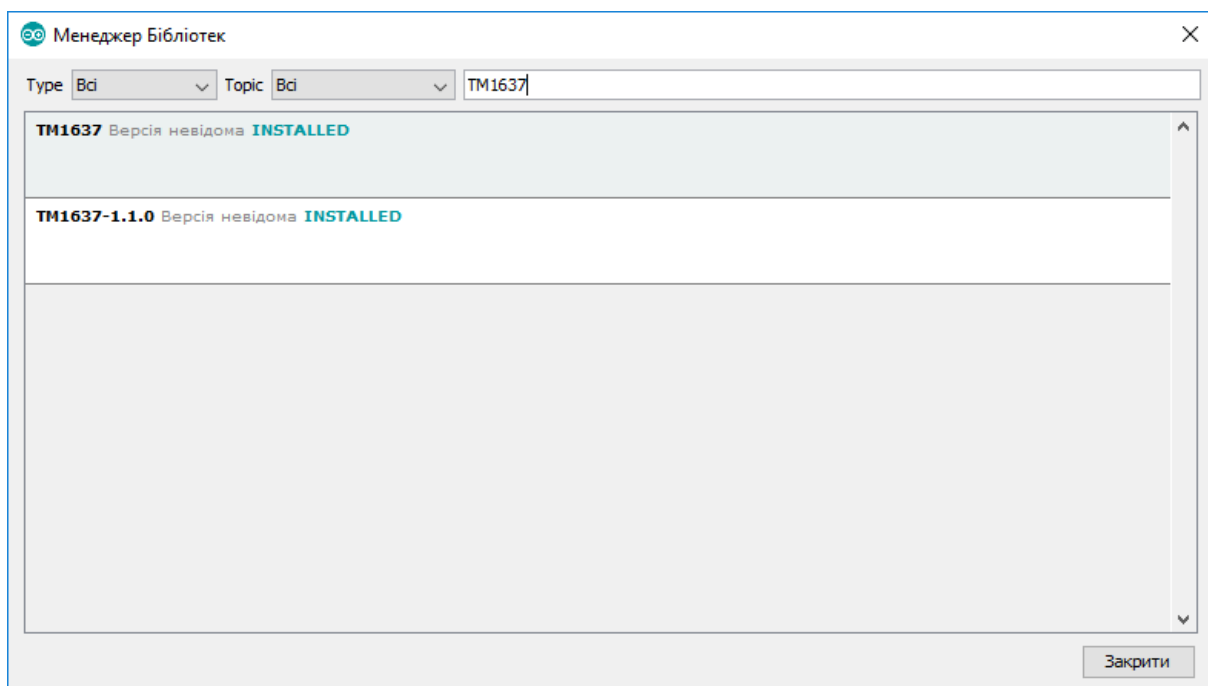 Менеджер Бібліотек
Type Всі Topic Всі TM1637
TM1637 Версія невідома INSTALLED
TM1637-1.1.0 Версія невідома INSTALLED
Закрити